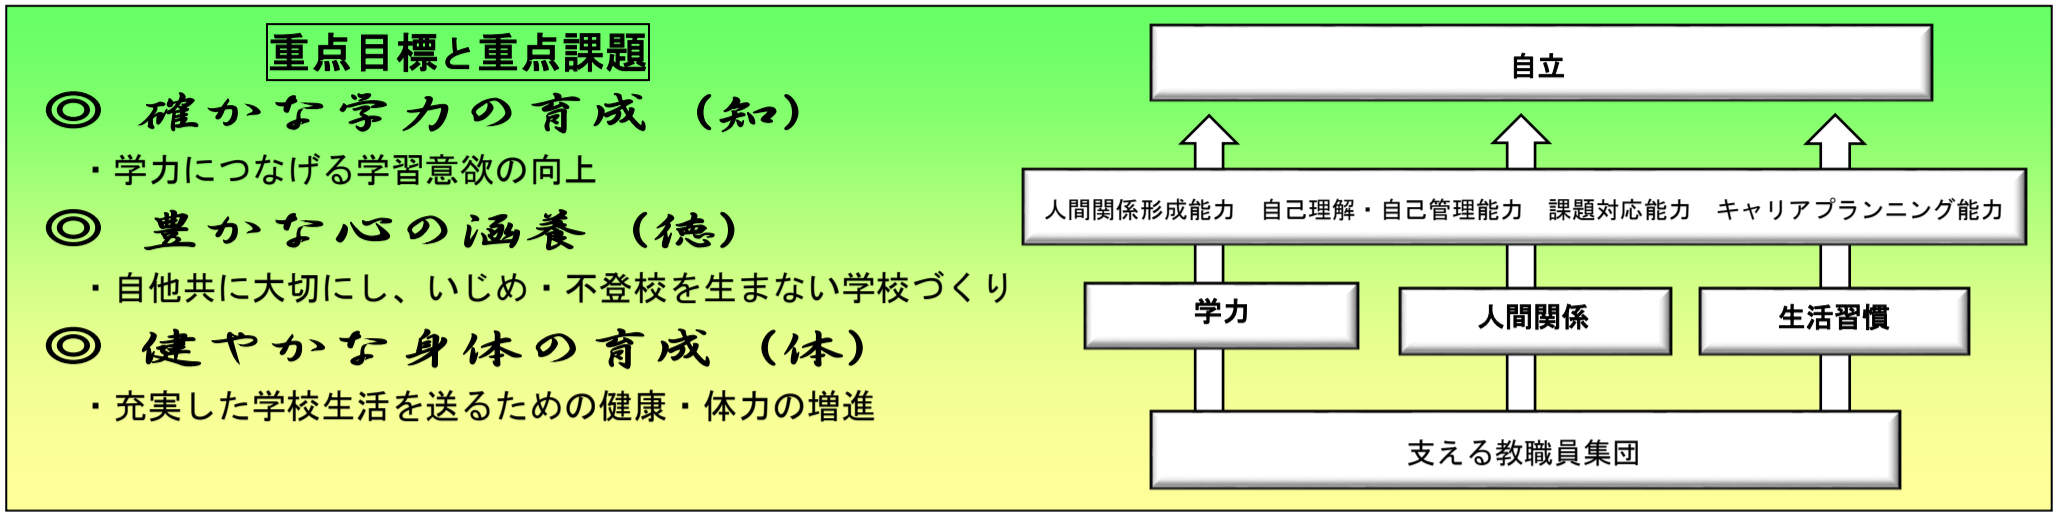 重点目標と重点課題
◎ 確かな学力の育成（知）
・学力につなげる学習意欲の向上
◎ 豊かな心の涵養（徳）
・自他共に大切にし、いじめ・不登校を生まない学校づくり
◎ 健やかな身体の育成（体）
・充実した学校生活を送るための健康・体力の増進
自立
人間関係形成能力　自己理解・自己管理能力　課題対応能力　キャリアプランニング能力
学力
人間関係
生活習慣
支える教職員集団